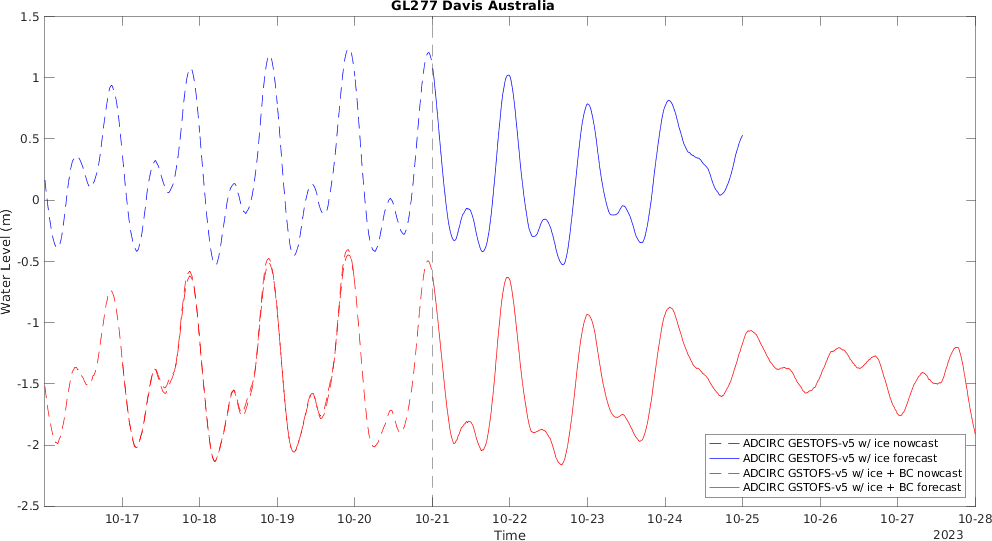 GL277 Davis Australia
1.5
1
0.5
0
-0.5
-1
-1.5
-2
-2.5
Water Level (m)
10-17 10-18 10-19 10-20 10-21 10-22 10-23 10-24 10-25 10-26 10-27 10-28
Time
2023
ADCIRC GESTOFS-v5 w/ ice nowcast
ADCIRC GESTOFS-v5 w/ ice forecast
ADCIRC GSTOFS-v5 w/ ice + BC nowcast
ADCIRC GSTOFS-v5 w/ ice + BC forecast